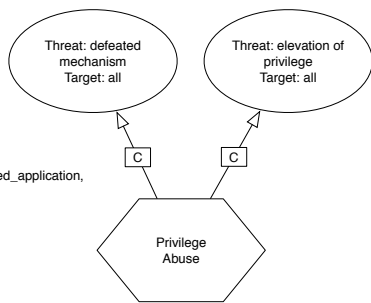 Threat: defeated
mechanism
Target: all
Threat: elevation of
privilege
Target: all
C
C
ed_application,
Privilege
Abuse